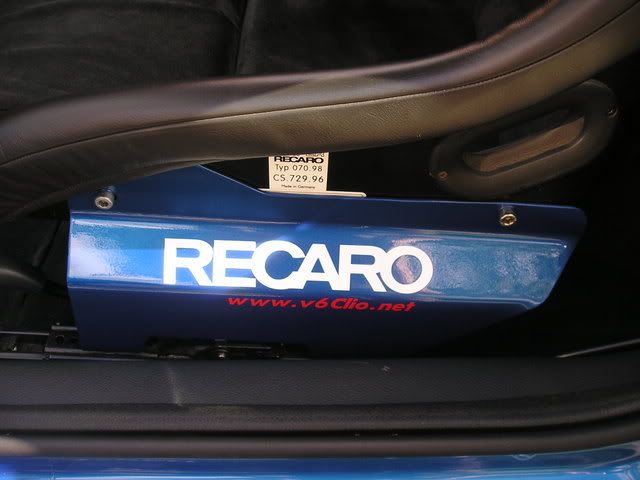 RECARO
Typ 070.98
CS.729.96
Made in Germany
RECARO
www.v6Clio.net